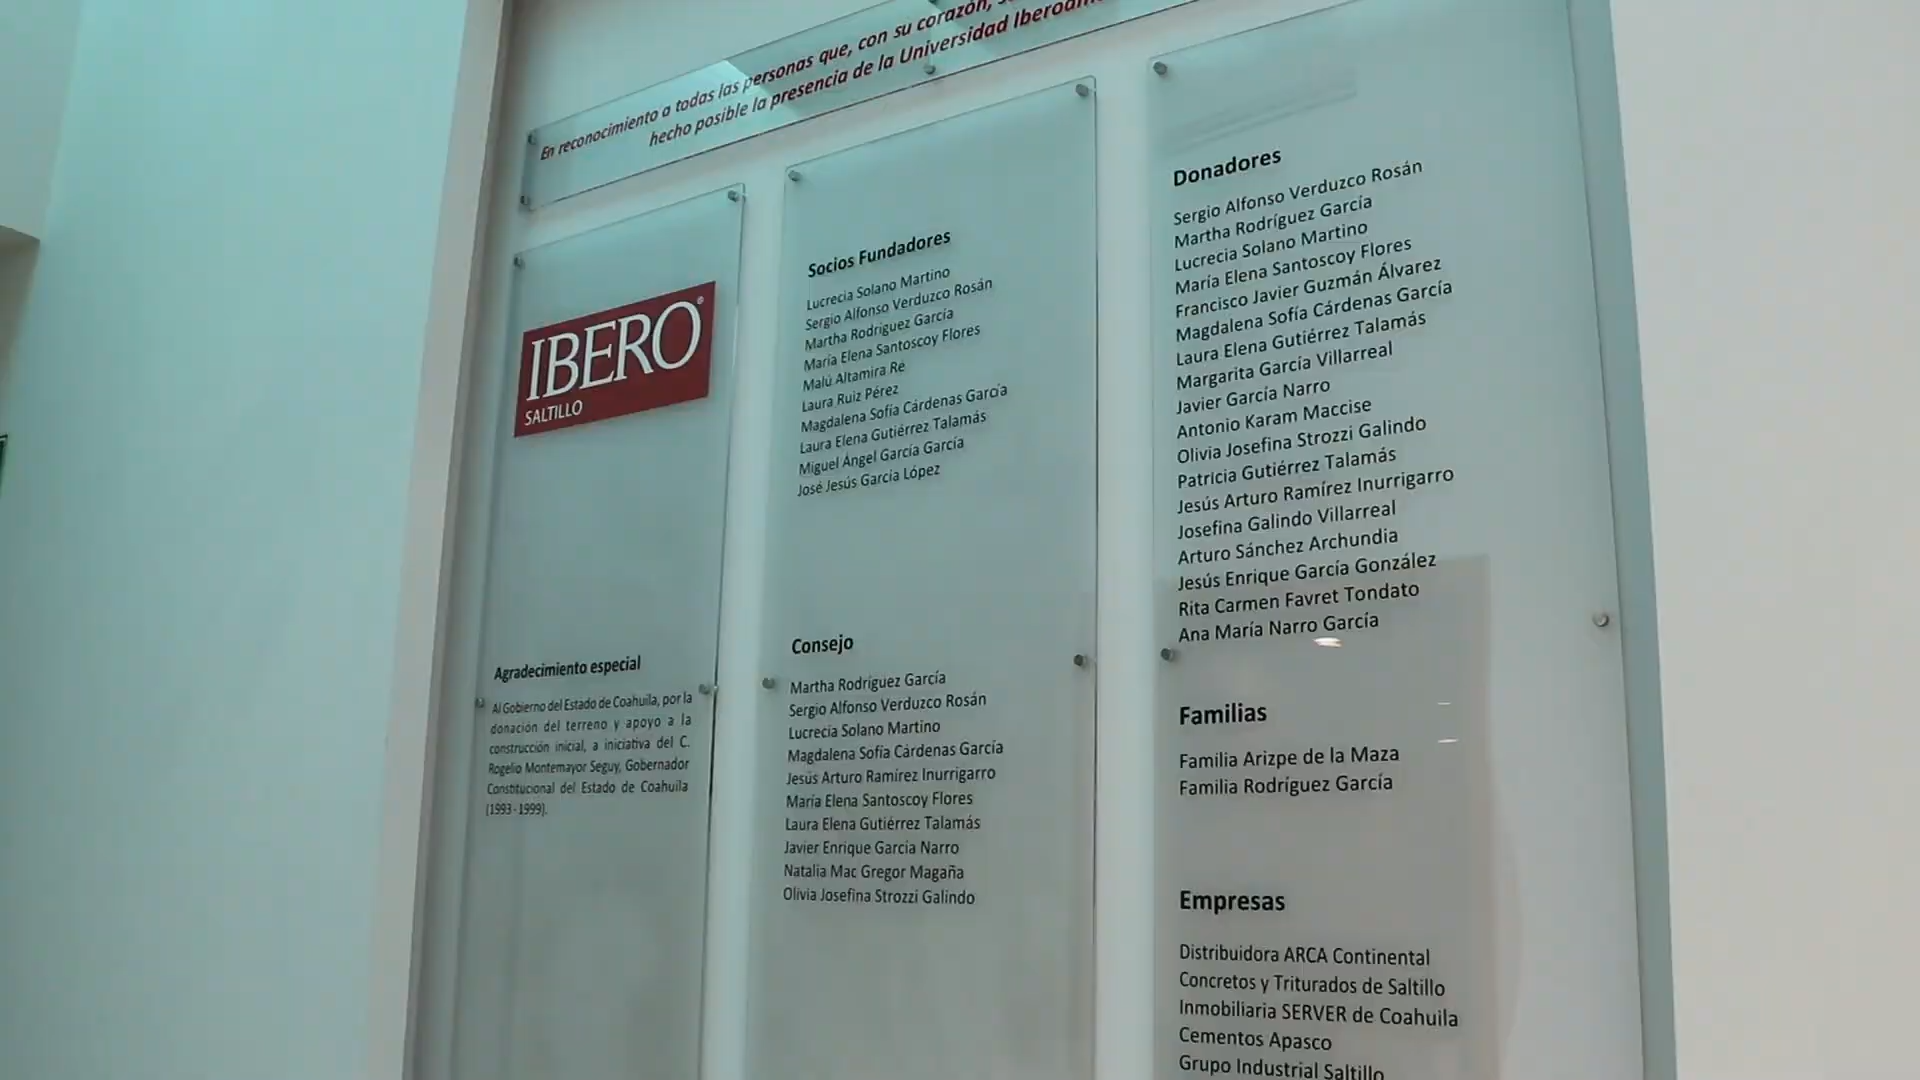 En reconocimiento a todas las personas que, con su corazón,
hecho posible la presencia de la Universidad
IBERO®
SALTILLO
Agradecimiento especial
Al Gobierno del Estado de Coahuila, por la
donación del terreno y apoyo a la
construcción inicial, a iniciativa del C.
Rogelio Montemayor Seguy, Gobernador
Constitucional del Estado de Coahuila
(1993-1999).
Socios Fundadores
Lucrecia Solano Martino
Sergio Alfonso Verduzco Rosán
Martha Rodríguez García
María Elena Santoscoy Flores
Malú Altamira Re
Laura Ruiz Pérez
Magdalena Sofía Cárdenas García
Laura Elena Gutiérrez Talamás
Miguel Ángel García García
José Jesús García López
Consejo
Martha Rodríguez García
Sergio Alfonso Verduzco Rosán
Lucrecia Solano Martino
Magdalena Sofía Cárdenas García
Jesús Arturo Ramírez Inurrigarro
María Elena Santoscoy Flores
Laura Elena Gutiérrez Talamás
Javier Enrique García Narro
Natalia Mac Gregor Magaña
Olivia Josefina Strozzi Galindo
Donadores
Sergio Alfonso Verduzco Rosán
Martha Rodríguez García
Lucrecia Solano Martino
María Elena Santoscoy Flores
Francisco Javier Guzmán Álvarez
Magdalena Sofía Cárdenas García
Laura Elena Gutiérrez Talamás
Margarita García Villarreal
Javier García Narro
Antonio Karam Maccise
Olivia Josefina Strozzi Galindo
Patricia Gutiérrez Talamás
Jesús Arturo Ramírez Inurrigarro
Josefina Galindo Villarreal
Arturo Sánchez Archundia
Jesús Enrique García González
Rita Carmen Favret Tondato
Ana María Narro García
Familias
Familia Arizpe de la Maza
Familia Rodríguez García
Empresas
Distribuidora ARCA Continental
Concretos y Triturados de Saltillo
Inmobiliaria SERVER de Coahuila
Cementos Apasco
Grupo Industrial Saltillo